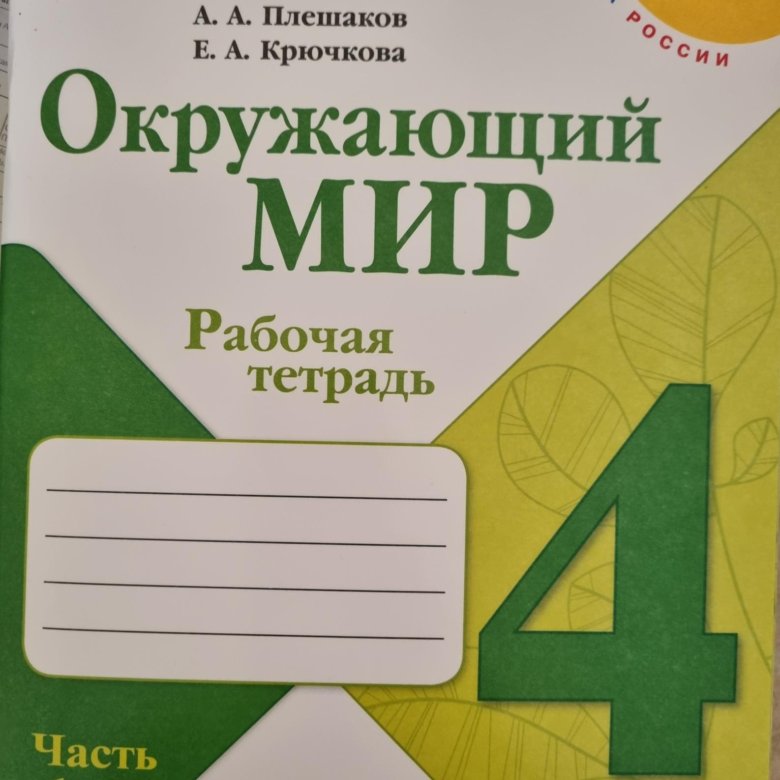 А. А. Плешаков
Е. А. Крючкова
РОССИИ
Окружающий
МИР
Рабочая
тетрадь
4
Часть